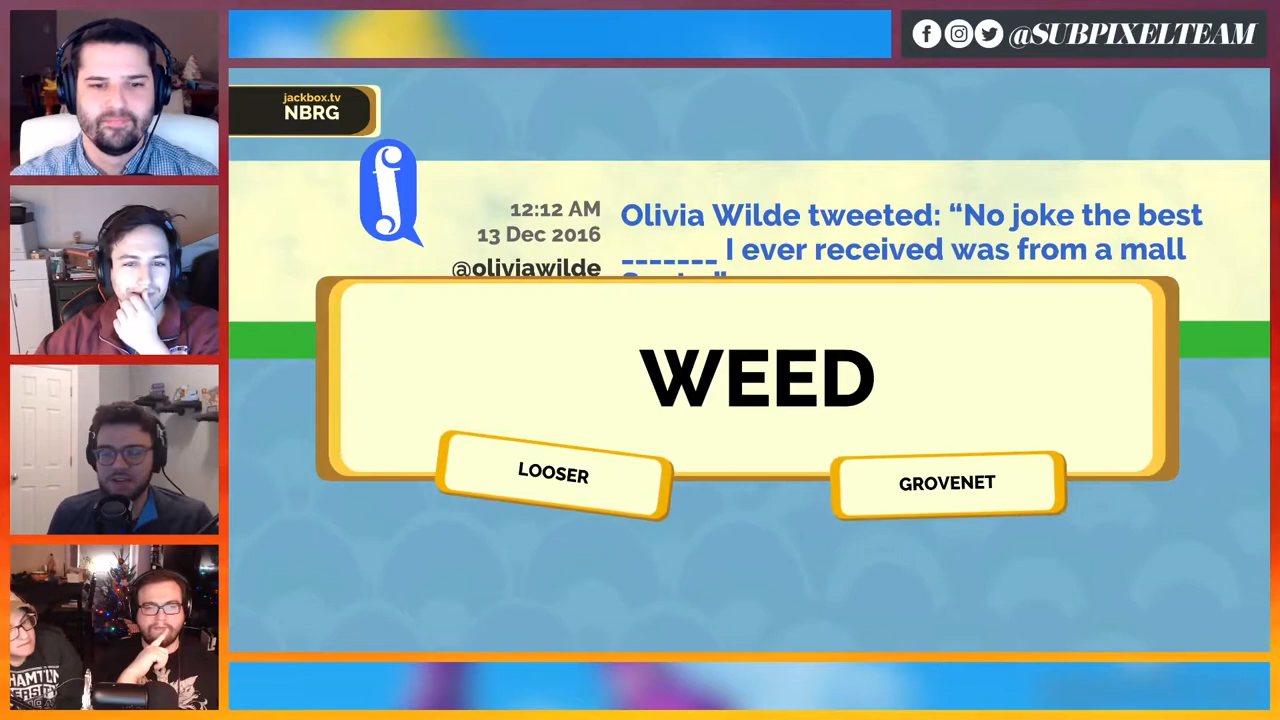 @SUBPIXELTEAM
jackbox.tv
NBRG
12:12 AM
13 Dec 2016
@oliviawilde
Olivia Wilde tweeted: “No joke the best
_______ I ever received was from a mall
WEED
LOOSER
GROVENET